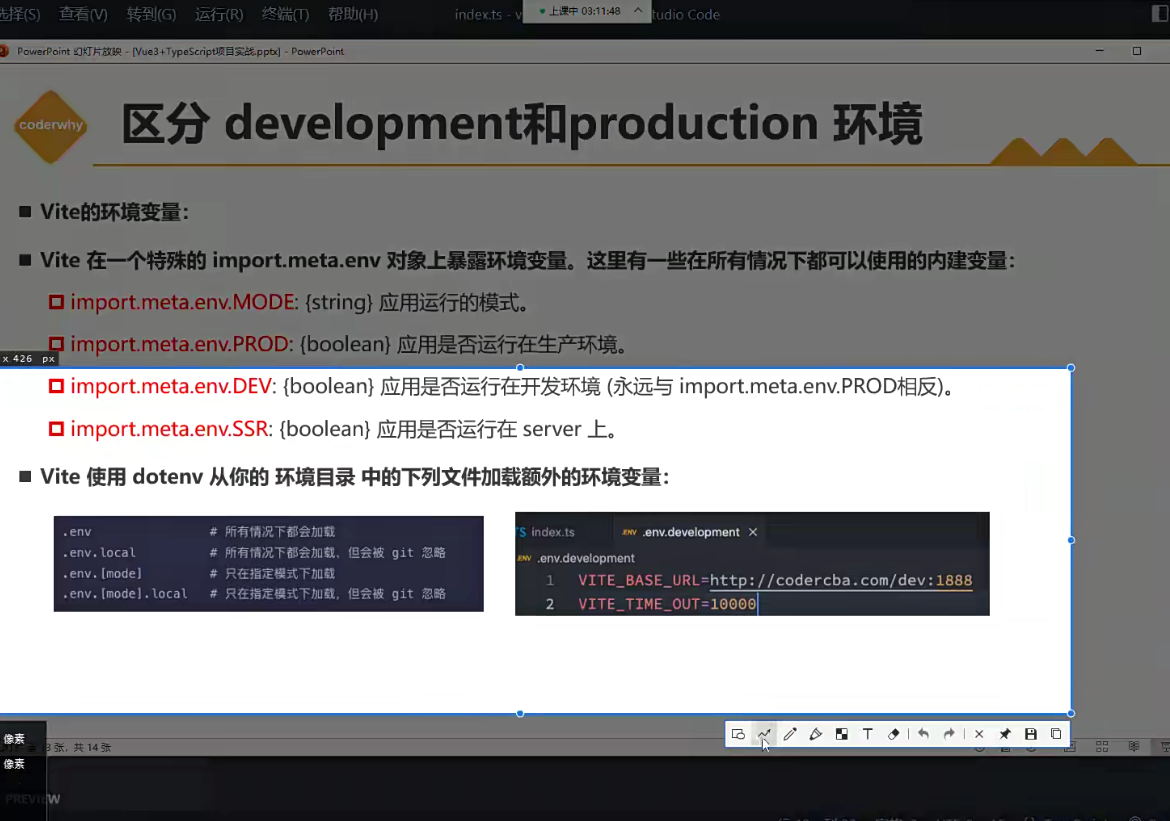 选择(S) 查看(V) 转到(G) 运行(R) 终端(T) 帮助(H) index.ts - v 上课中 03:11:48 tudio Code
PowerPoint 幻灯片放映 - [Vue3+TypeScript项目实战.pptx] - PowerPoint
coderwhy
区分 development和production 环境
Vite的环境变量：
Vite 在一个特殊的 import.meta.env 对象上暴露环境变量。这里有一些在所有情况下都可以使用的内建变量：
import.meta.env.MODE: {string} 应用运行的模式。
import.meta.env.PROD: {boolean} 应用是否运行在生产环境。
x 426 px
import.meta.env.DEV: {boolean} 应用是否运行在开发环境 (永远与 import.meta.env.PROD相反)。
import.meta.env.SSR: {boolean} 应用是否运行在 server 上。
Vite 使用 dotenv 从你的 环境目录 中的下列文件加载额外的环境变量：
.env # 所有情况下都会加载
.env.local # 所有情况下都会加载，但会被 git 忽略
.env.[mode] # 只在指定模式下加载
.env.[mode].local # 只在指定模式下加载，但会被 git 忽略
TS index.ts .ENV .env.development ×
.ENV .env.development
1 VITE_BASE_URL=http://codercba.com/dev:1888
2 VITE_TIME_OUT=10000
像素
张，共 14 张
像素
PREVIEW